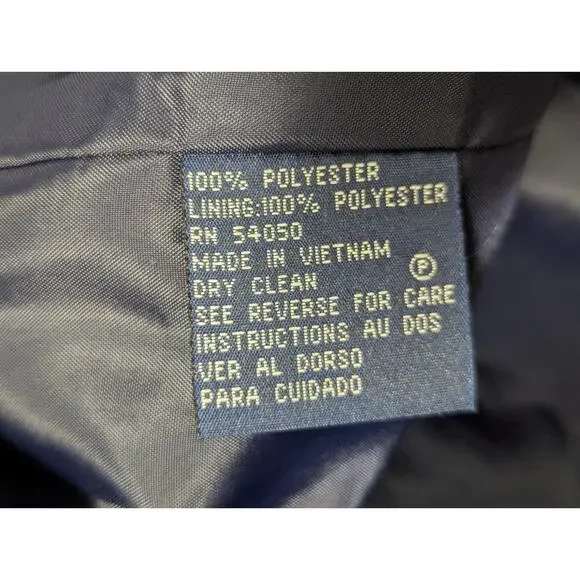 100% POLYESTER
LINING:100% POLYESTER
RN 54050
MADE IN VIETNAM
DRY CLEAN Ⓟ
SEE REVERSE FOR CARE
INSTRUCTIONS AU DOS
VER AL DORSO
PARA CUIDADO